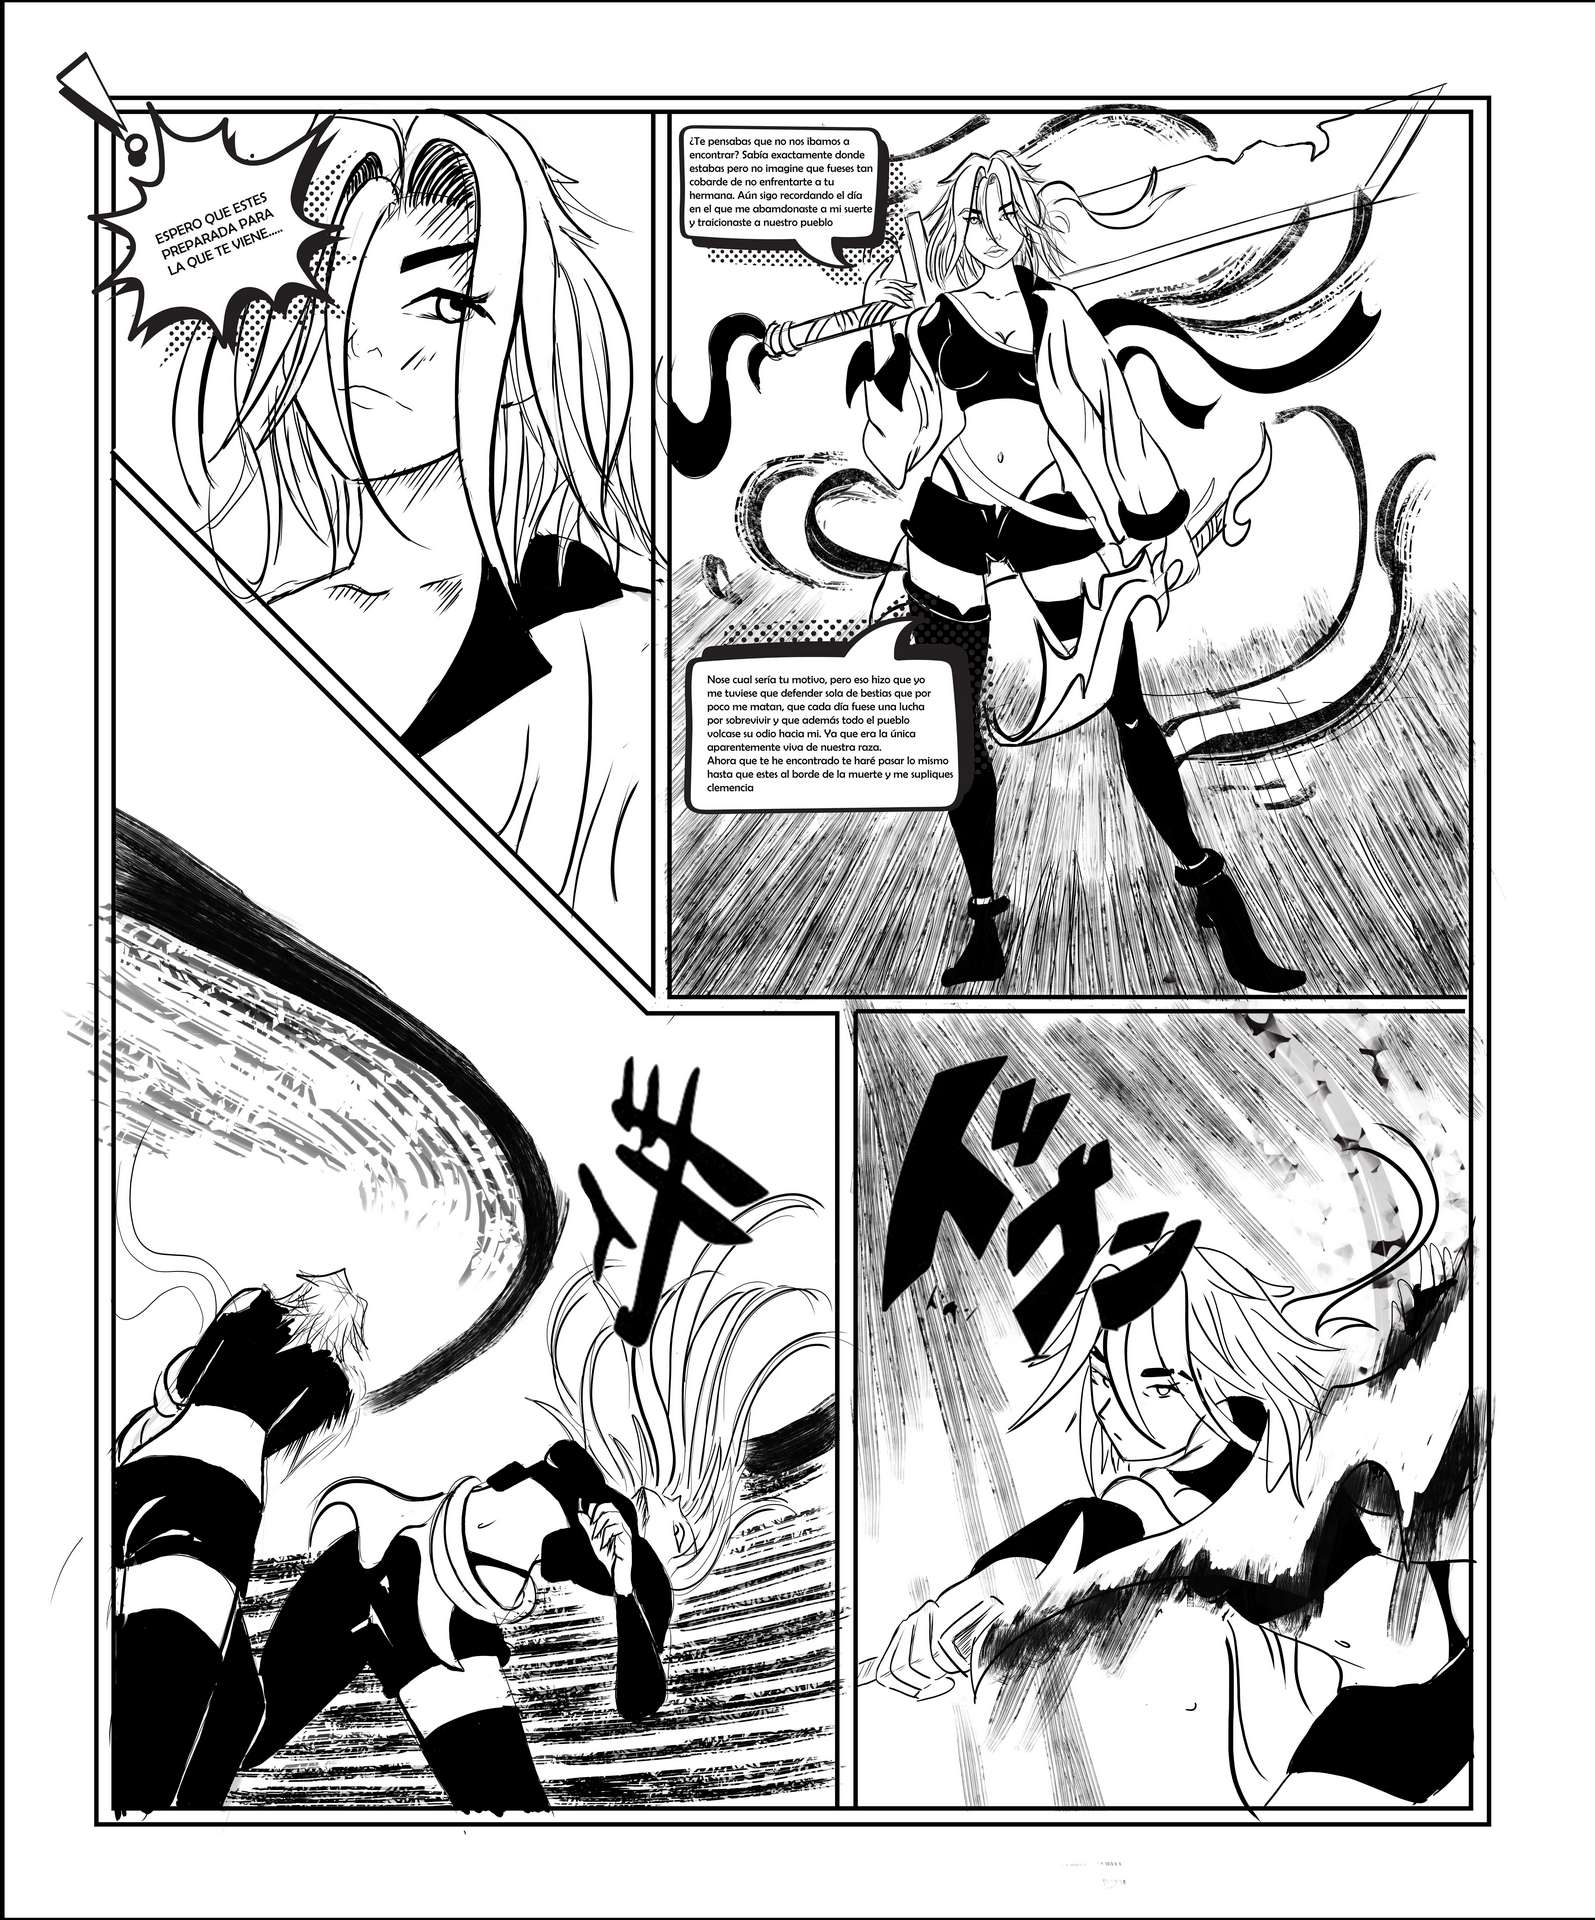 ESPERO QUE ESTES
PREPARADA PARA
LA QUE TE VIENE.....
¿Te pensabas que no nos ibamos a
encontrar? Sabía exactamente donde
estabas pero no imagine que fueses tan
cobarde de no enfrentarte a tu
hermana. Aún sigo recordando el día
en el que me abamdonaste a mi suerte
y traicionaste a nuestro pueblo
Nose cual sería tu motivo, pero eso hizo que yo
me tuviese que defender sola de bestias que por
poco me matan, que cada día fuese una lucha
por sobrevivir y que además todo el pueblo
volcase su odio hacia mi. Ya que era la única
aparentemente viva de nuestra raza.
Ahora que te he encontrado te haré pasar lo mismo
hasta que estes al borde de la muerte y me supliques
clemencia
ドゴン